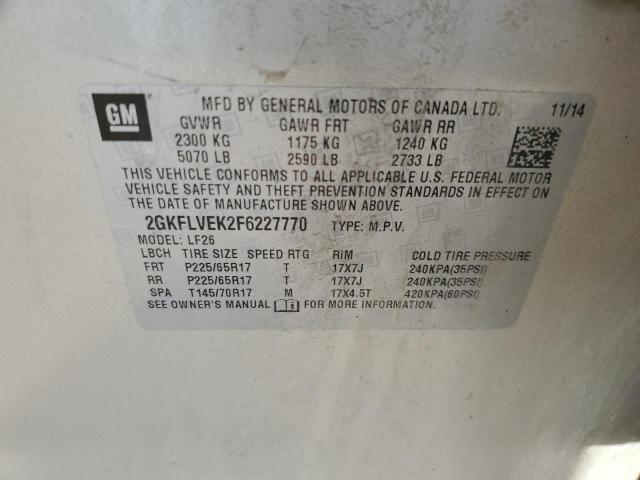 GM
MFD BY GENERAL MOTORS OF CANADA LTD. 11/14
GVWR GAWR FRT GAWR RR
2300 KG 1175 KG 1240 KG
5070 LB 2590 LB 2733 LB
THIS VEHICLE CONFORMS TO ALL APPLICABLE U.S. FEDERAL MOTOR
VEHICLE SAFETY AND THEFT PREVENTION STANDARDS IN EFFECT ON
THE DATE OF MANUFACTURE SHOWN ABOVE.
2GKFLVEK2F6227770 TYPE: M.P.V.
MODEL: LF26
LBCH TIRE SIZE SPEED RTG RIM COLD TIRE PRESSURE
FRT P225/65R17 T 17X7J 240KPA(35PSI)
RR P225/65R17 T 17X7J 240KPA(35PSI)
SPA T145/70R17 M 17X4.5T 420KPA(60PSI)
SEE OWNER'S MANUAL FOR MORE INFORMATION.